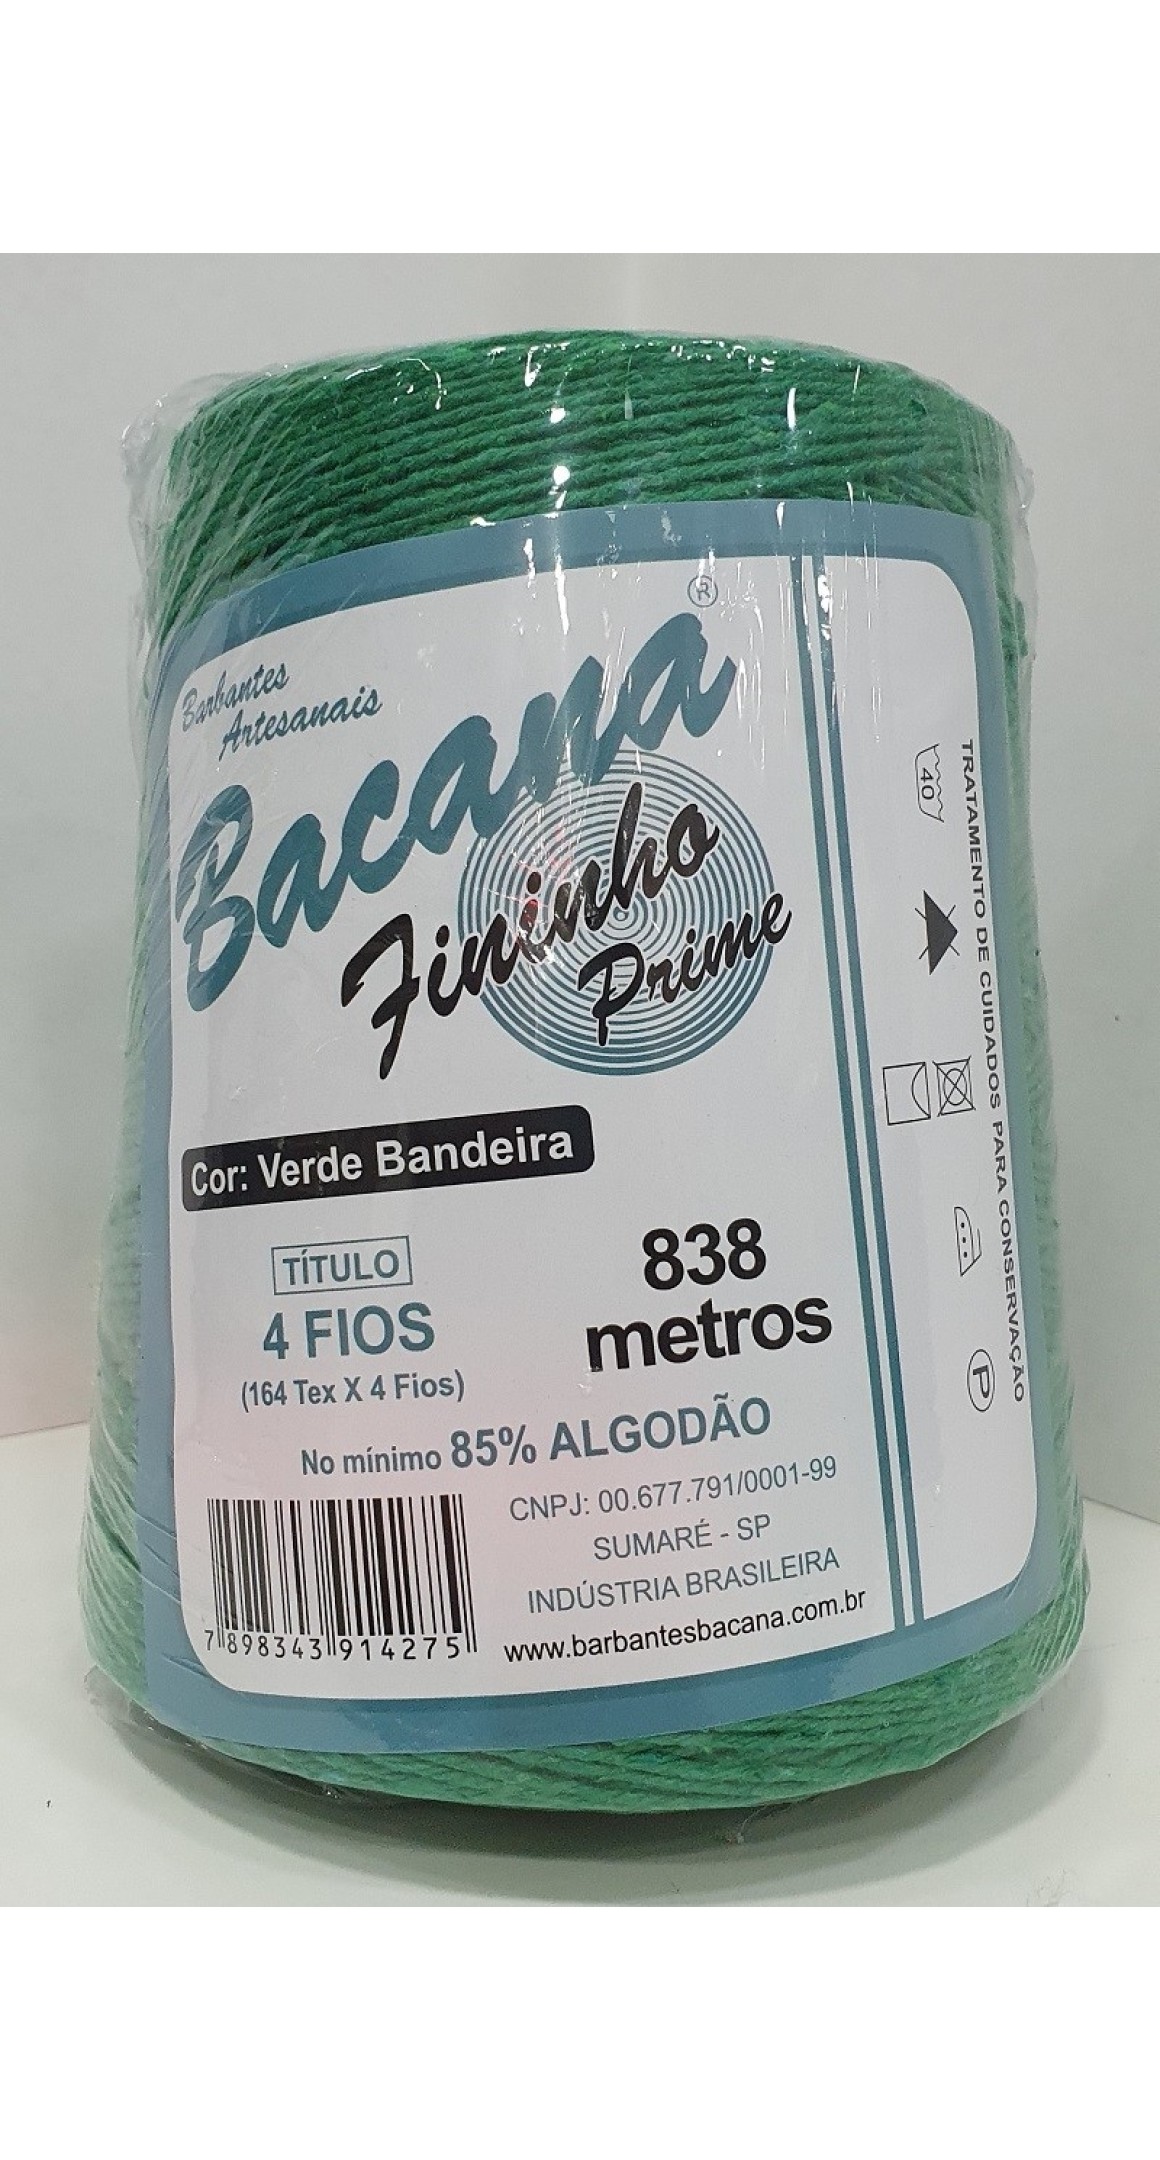 Barbantes
Artesanais
Bacana®
Fininho
Prime
Cor: Verde Bandeira
TÍTULO
4 FIOS
(164 Tex X 4 Fios)
838
metros
No mínimo 85% ALGODÃO
CNPJ: 00.677.791/0001-99
SUMARÉ - SP
INDÚSTRIA BRASILEIRA
www.barbantesbacana.com.br
7 898343 914275
TRATAMENTO DE CUIDADOS PARA CONSERVAÇÃO
40
P